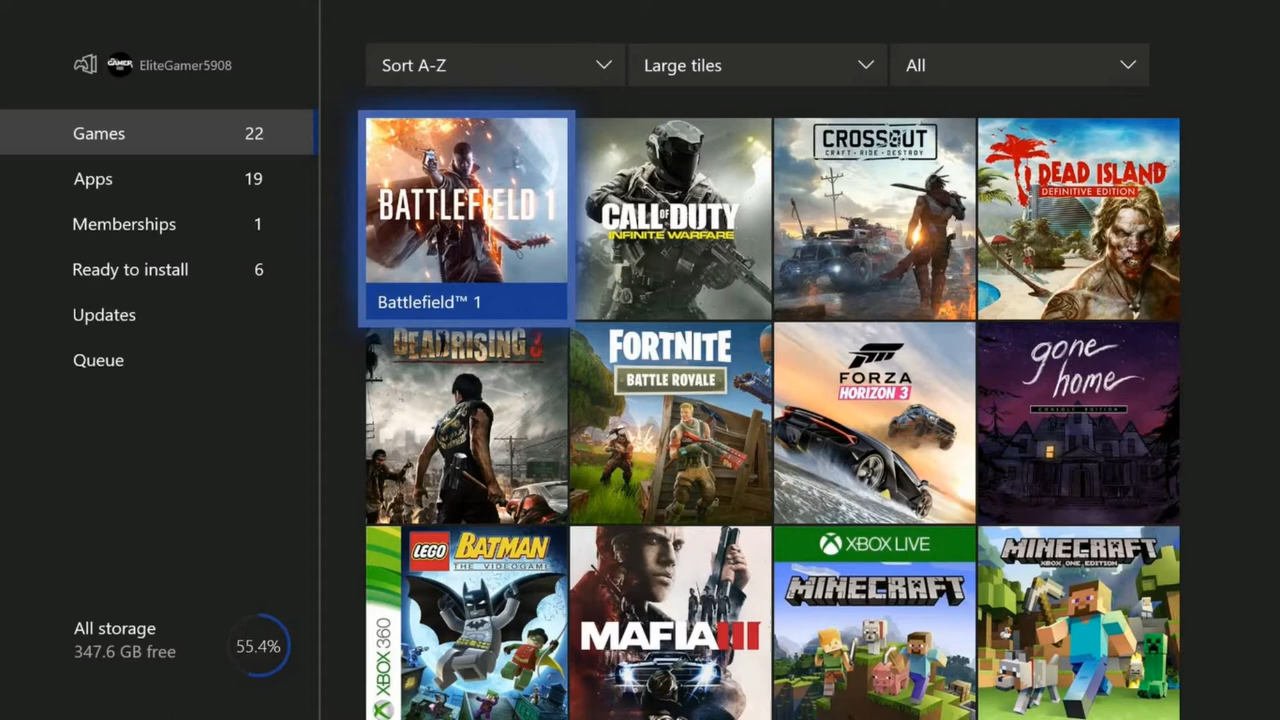 GAMER
EliteGamer5908
Games 22
Apps 19
Memberships 1
Ready to install 6
Updates
Queue
All storage
347.6 GB free
55.4%
Sort A-Z
Large tiles
All
BATTLEFIELD 1
Battlefield™ 1
CALL OF DUTY
INFINITE WARFARE
CROSSOUT
CRAFT · RIDE · DESTROY
DEAD ISLAND
DEFINITIVE EDITION
DEADRISING 3
FORTNITE
BATTLE ROYALE
FORZA
HORIZON 3
gone
home
CONSOLE EDITION
XBOX 360
LEGO BATMAN
THE VIDEOGAME
MAFIA III
XBOX LIVE
MINECRAFT
MINECRAFT
XBOX ONE EDITION